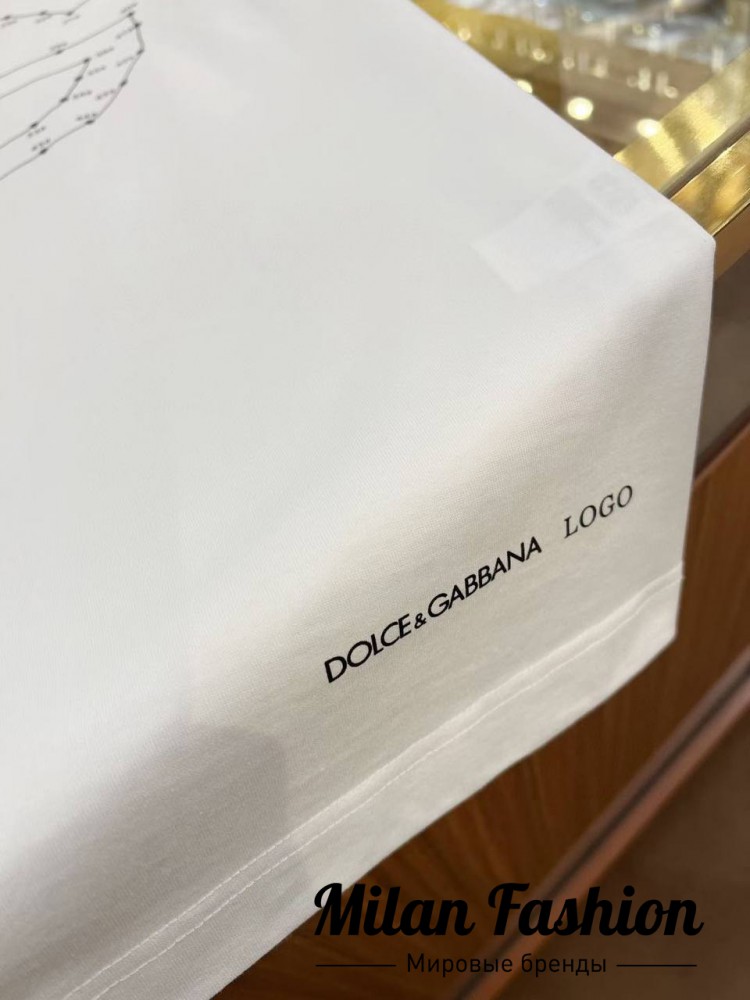 DOLCE & GABBANA LOGO
Milan Fashion
Мировые бренды